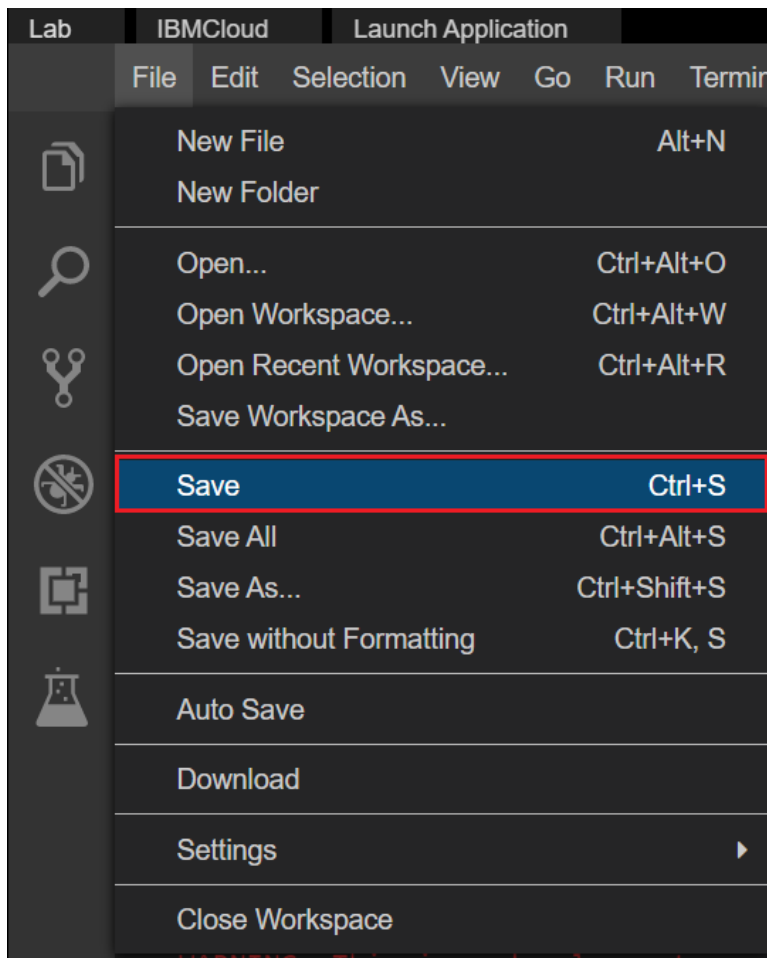 Lab IBMCloud Launch Application
File Edit Selection View Go Run Termin
New File Alt+N
New Folder
Open... Ctrl+Alt+O
Open Workspace... Ctrl+Alt+W
Open Recent Workspace... Ctrl+Alt+R
Save Workspace As...
Save Ctrl+S
Save All Ctrl+Alt+S
Save As... Ctrl+Shift+S
Save without Formatting Ctrl+K, S
Auto Save
Download
Settings
Close Workspace